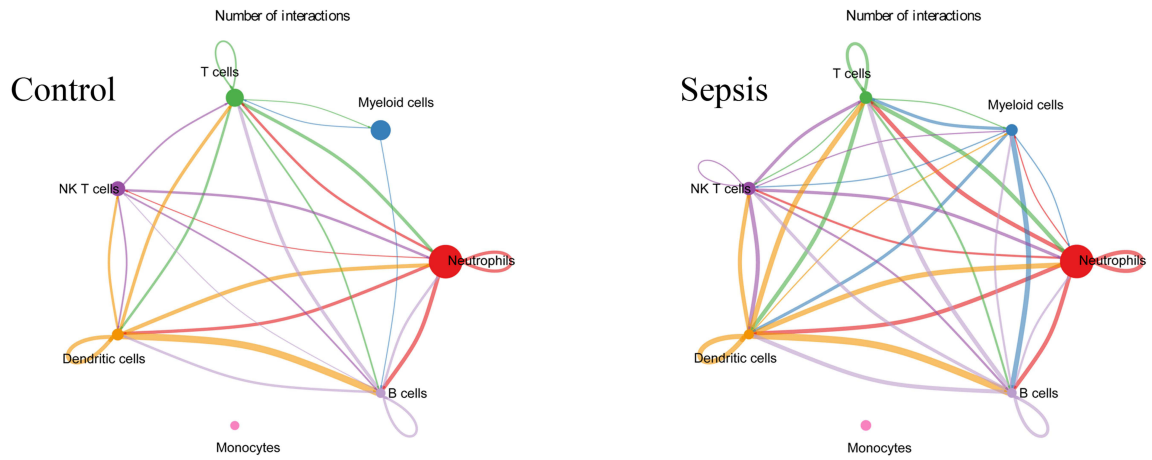 Number of interactions
Control
T cells
Myeloid cells
NK T cells
Neutrophils
Dendritic cells
B cells
Monocytes
Number of interactions
Sepsis
T cells
Myeloid cells
NK T cells
Neutrophils
Dendritic cells
B cells
Monocytes